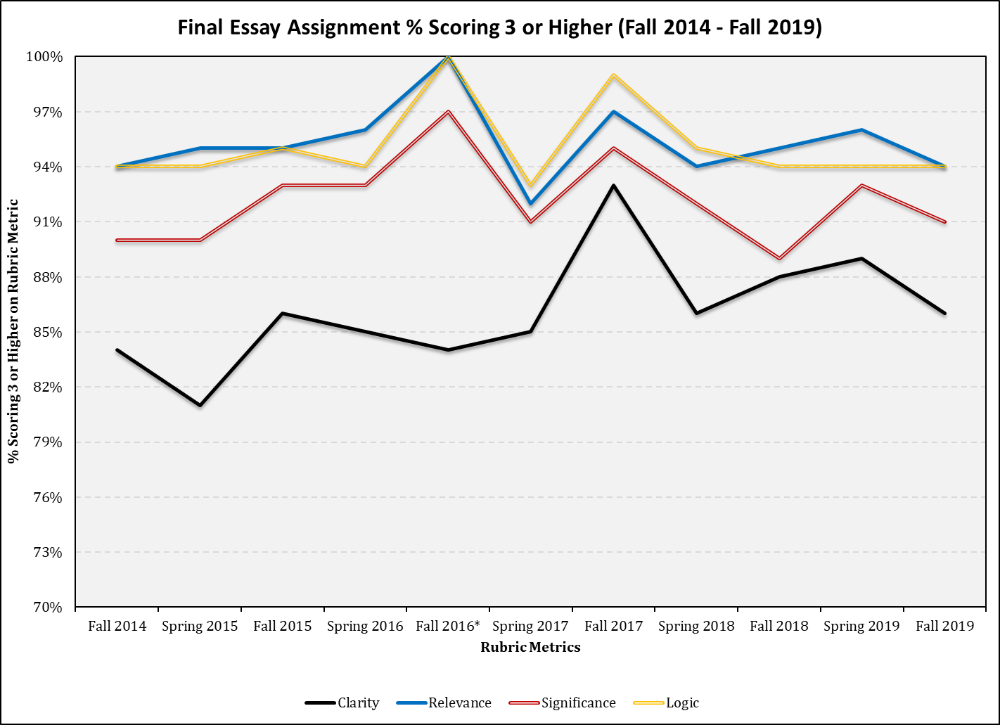 Final Essay Assignment % Scoring 3 or Higher (Fall 2014 - Fall 2019)
% Scoring 3 or Higher on Rubric Metric
100%
97%
94%
91%
88%
85%
82%
79%
76%
73%
70%
Fall 2014 Spring 2015 Fall 2015 Spring 2016 Fall 2016* Spring 2017 Fall 2017 Spring 2018 Fall 2018 Spring 2019 Fall 2019
Rubric Metrics
Clarity Relevance Significance Logic